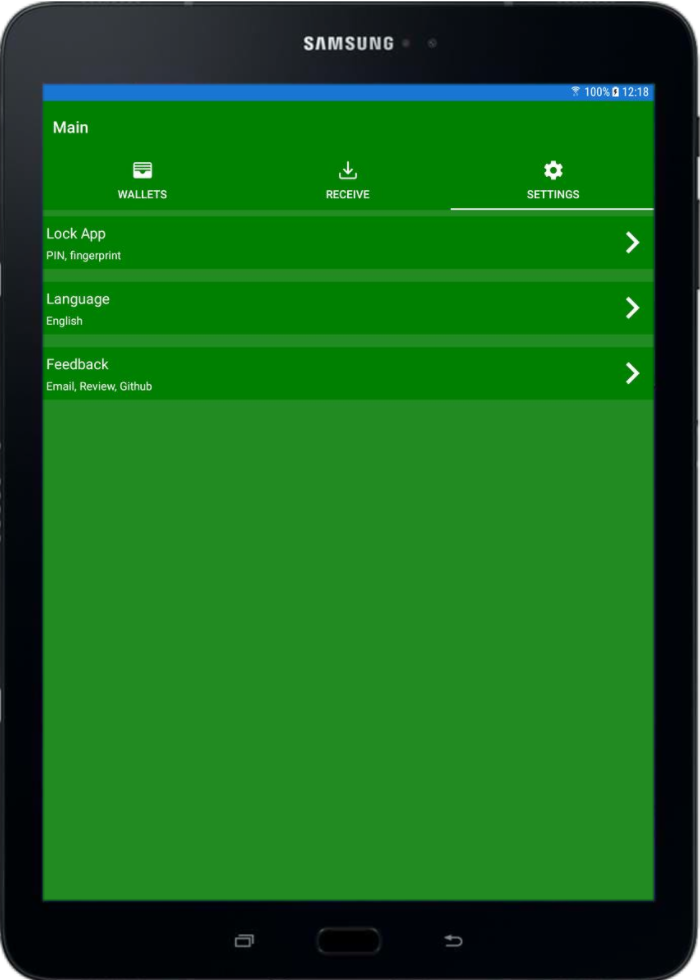 SAMSUNG
100% 12:18
Main
WALLETS RECEIVE SETTINGS
Lock App
PIN, fingerprint
Language
English
Feedback
Email, Review, Github